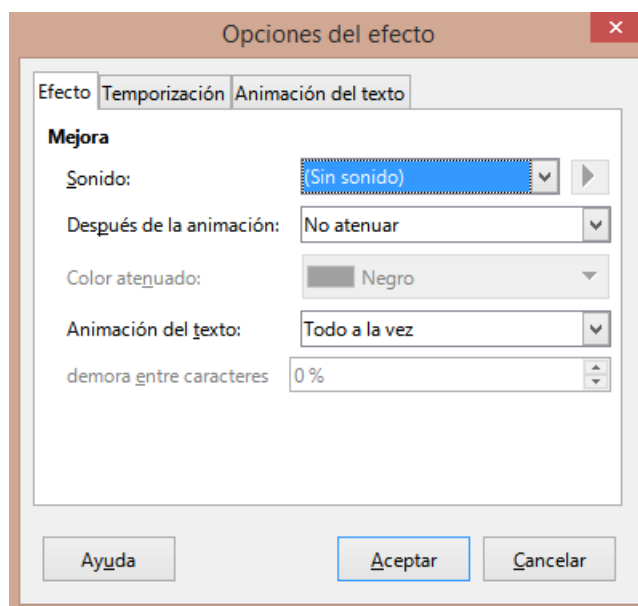 Opciones del efecto
Efecto Temporización Animación del texto
Mejora
Sonido: (Sin sonido)
Después de la animación: No atenuar
Color atenuado: Negro
Animación del texto: Todo a la vez
demora entre caracteres 0 %
Ayuda Aceptar Cancelar